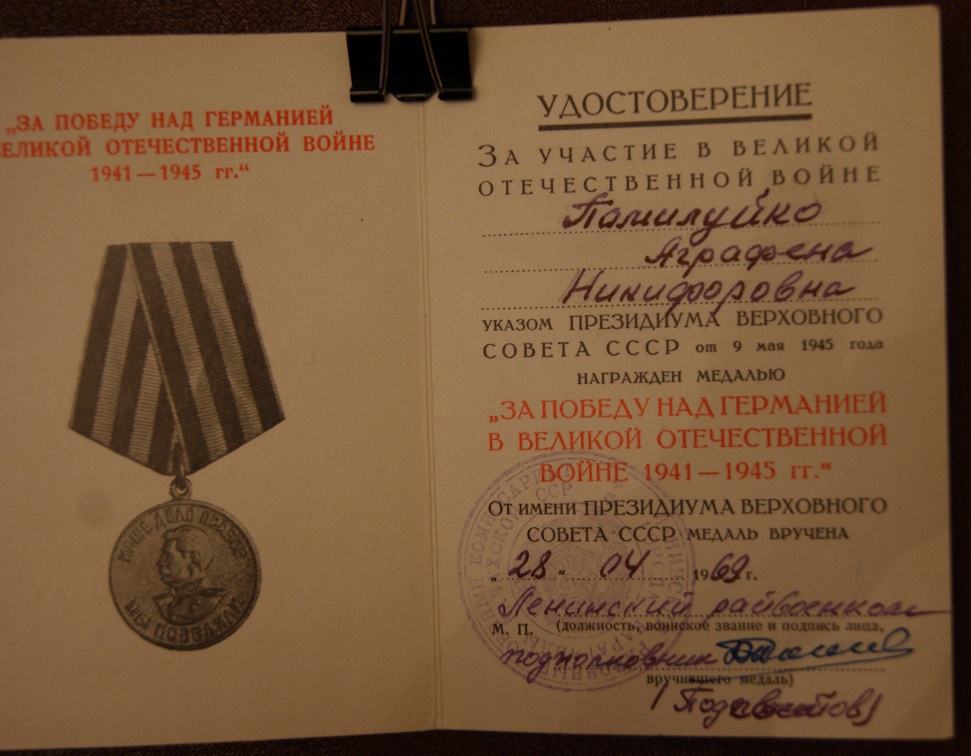 „ЗА ПОБЕДУ НАД ГЕРМАНИЕЙ
ВЕЛИКОЙ ОТЕЧЕСТВЕННОЙ ВОЙНЕ
1941 — 1945 гг.“
НАШЕ ДЕЛО ПРАВОЕ
МЫ ПОБЕДИЛИ
УДОСТОВЕРЕНИЕ
ЗА УЧАСТИЕ В ВЕЛИКОЙ
ОТЕЧЕСТВЕННОЙ ВОЙНЕ
Памилуйко
Аграфена
Никифоровна
УКАЗОМ ПРЕЗИДИУМА ВЕРХОВНОГО
СОВЕТА СССР от 9 мая 1945 года
НАГРАЖДЕН МЕДАЛЬЮ
„ЗА ПОБЕДУ НАД ГЕРМАНИЕЙ
В ВЕЛИКОЙ ОТЕЧЕСТВЕННОЙ
ВОЙНЕ 1941—1945 гг.“
ОТ ИМЕНИ ПРЕЗИДИУМА ВЕРХОВНОГО
СОВЕТА СССР МЕДАЛЬ ВРУЧЕНА
„ 28 “ 04 1969 г.
Ленинский райвоенком
М. П. (должность, воинское звание и подпись лица,
подполковник
вручившего медаль)